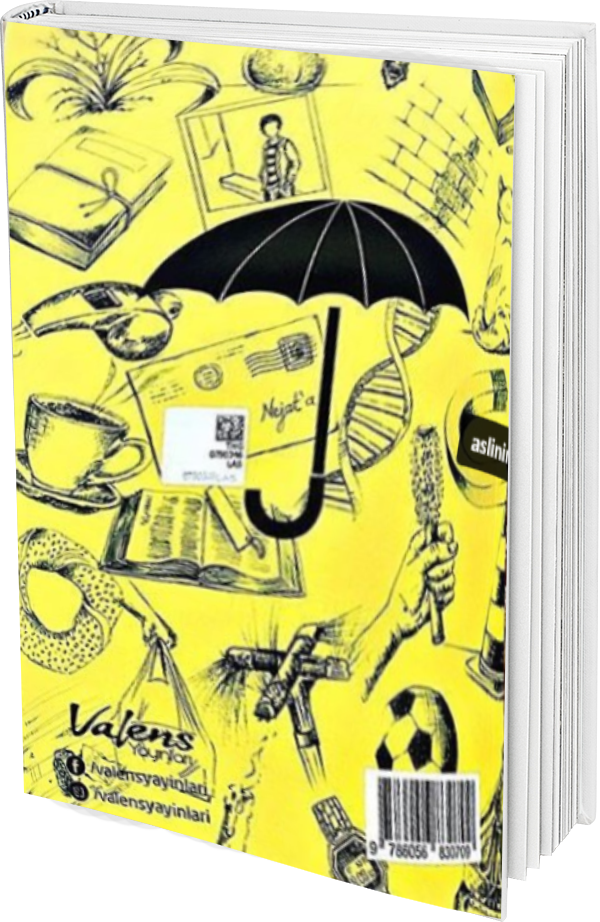 Nejat'a
aslinin
Valens
Yayınları
/valensyayinlari
/valensyayinlari
9 786056 830709